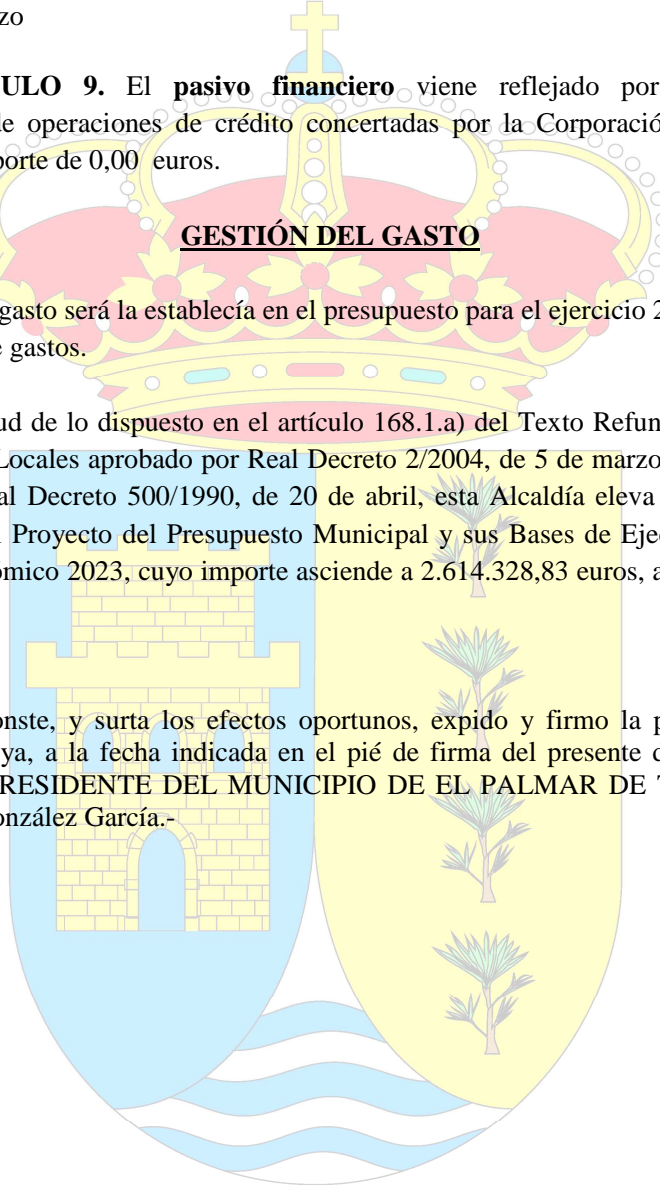 zo
ULO 9. El pasivo financiero viene reflejado por
de operaciones de crédito concertadas por la Corporació
porte de 0,00 euros.
GESTIÓN DEL GASTO
gasto será la establecía en el presupuesto para el ejercicio 2
e gastos.
ud de lo dispuesto en el artículo 168.1.a) del Texto Refun
Locales aprobado por Real Decreto 2/2004, de 5 de marzo
al Decreto 500/1990, de 20 de abril, esta Alcaldía eleva
l Proyecto del Presupuesto Municipal y sus Bases de Ejec
ómico 2023, cuyo importe asciende a 2.614.328,83 euros, a
onste, y surta los efectos oportunos, expido y firmo la p
ya, a la fecha indicada en el pié de firma del presente d
PRESIDENTE DEL MUNICIPIO DE EL PALMAR DE T
onzález García.-